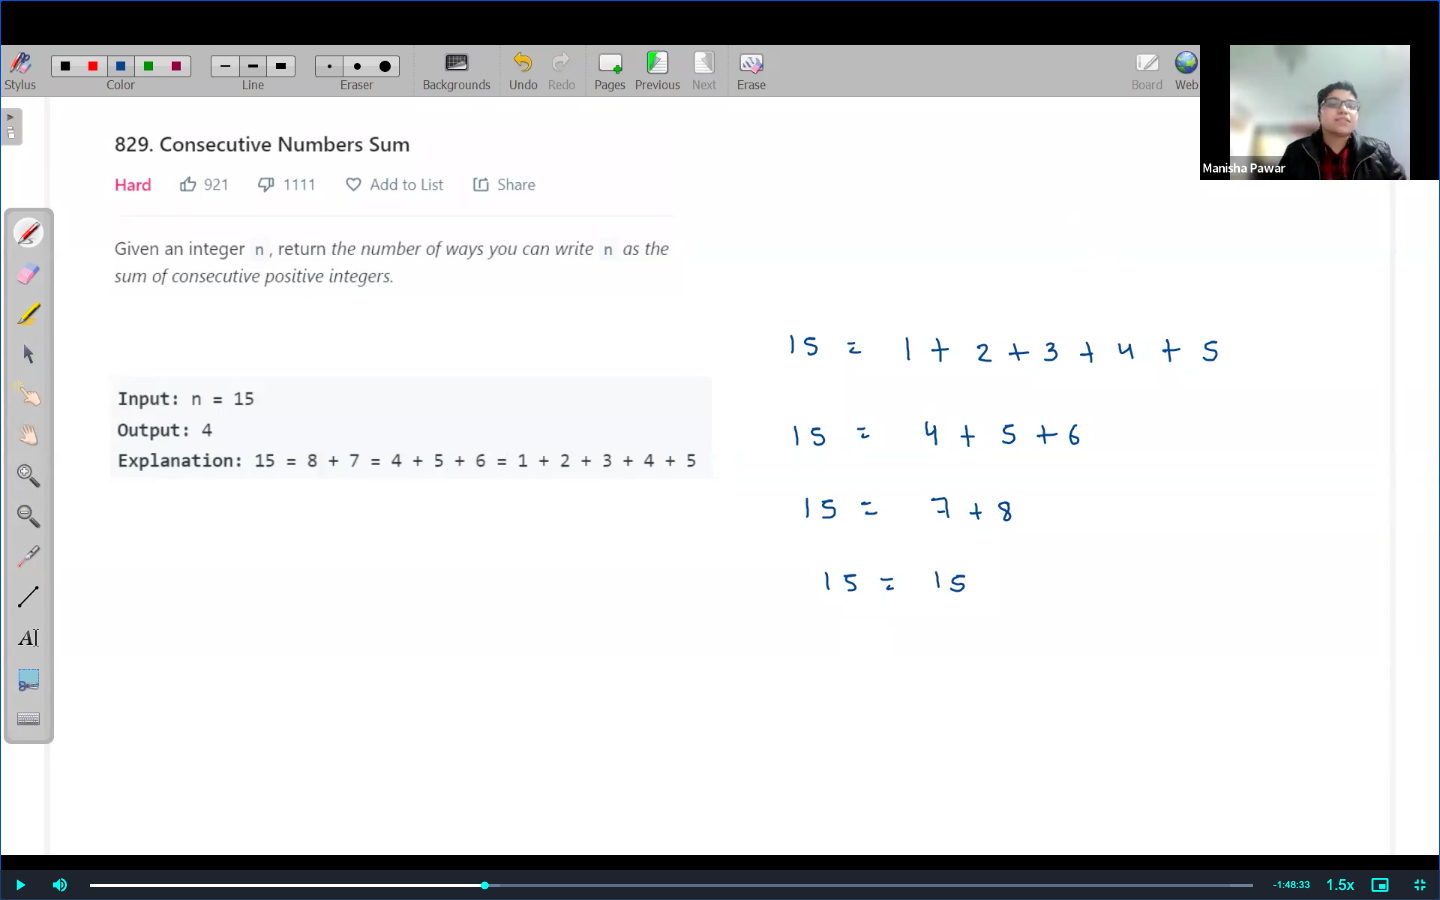 Stylus
Color
Line
Eraser
Backgrounds
Undo
Redo
Pages
Previous
Next
Erase
Board
Web
Manisha Pawar
829. Consecutive Numbers Sum
Hard 921 1111 Add to List Share
Given an integer n, return the number of ways you can write n as the
sum of consecutive positive integers.
Input: n = 15
Output: 4
Explanation: 15 = 8 + 7 = 4 + 5 + 6 = 1 + 2 + 3 + 4 + 5
15 = 1 + 2 + 3 + 4 + 5
15 = 4 + 5 + 6
15 = 7 + 8
15 = 15
AI
-1:48:33
1.5x